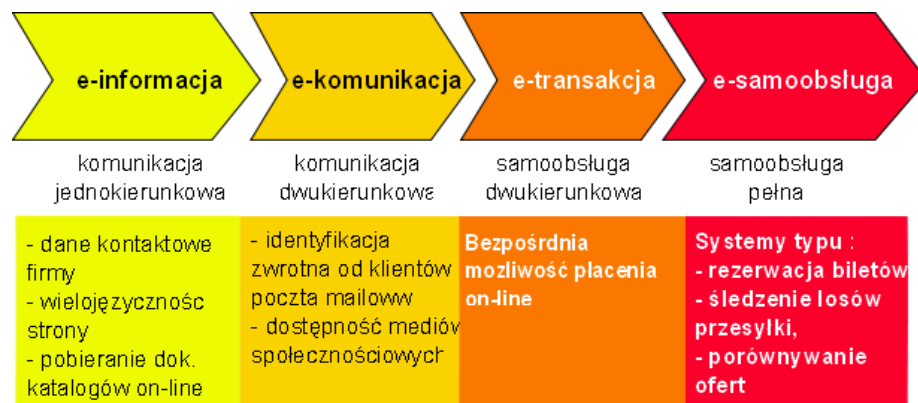 e-informacja
e-komunikacja
e-transakcja
e-samoobsługa
komunikacja
jednokierunkowa
komunikacja
dwukierunkowa
samoobsługa
dwukierunkowa
samoobsługa
pełna
- dane kontaktowe
firmy
- wielojęzycznośc
strony
- pobieranie dok.
katalogów on-line
- identyfikacja
zwrotna od klientów
poczta mailoww
- dostępność mediów
społecznościowych
Bezpośrdnia
mozliwość płacenia
on-line
Systemy typu :
- rezerwacja biletów
- śledzenie losów
przesyłki,
- porównywanie
ofert